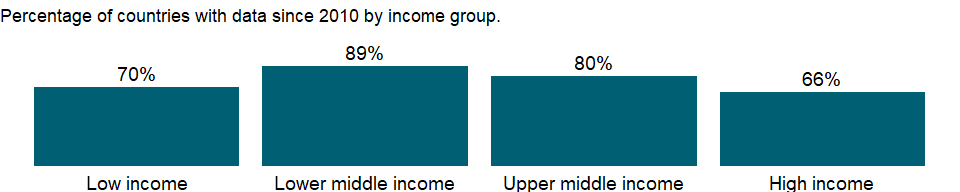 Percentage of countries with data since 2010 by income group.
70%
89%
80%
66%
Low income
Lower middle income
Upper middle income
High income